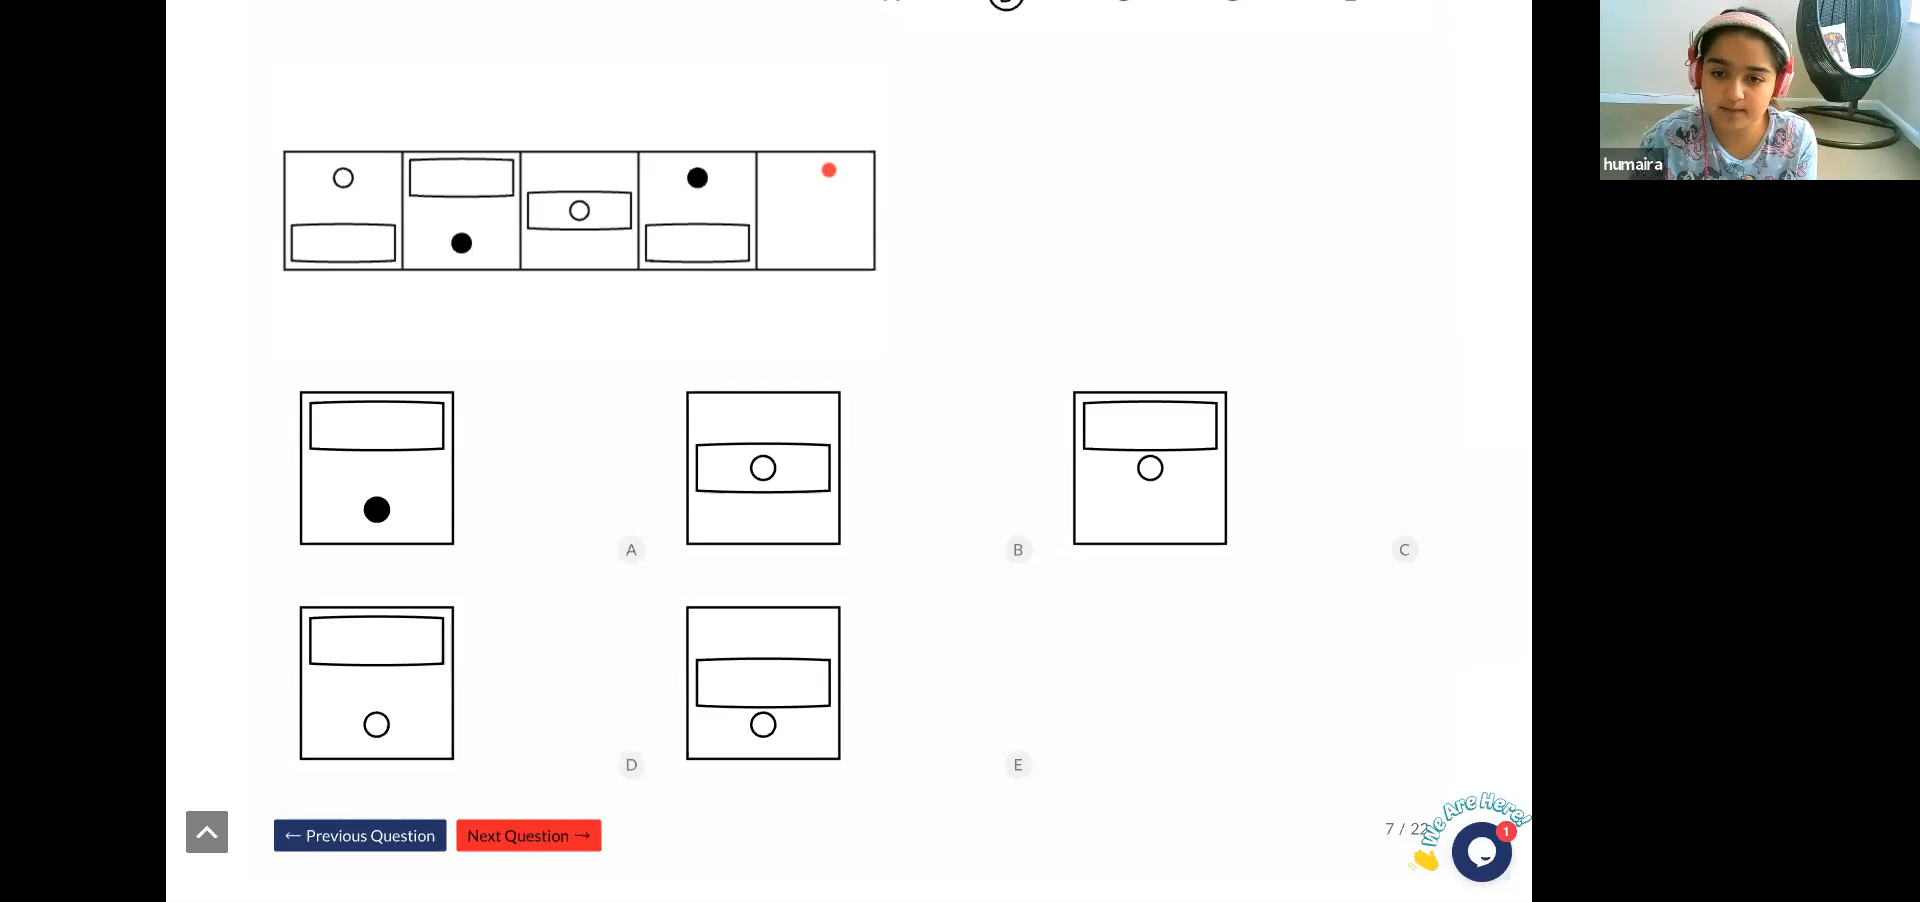 humaira
A
B
C
D
E
← Previous Question
Next Question →
7 / 22
We Are Here!
1